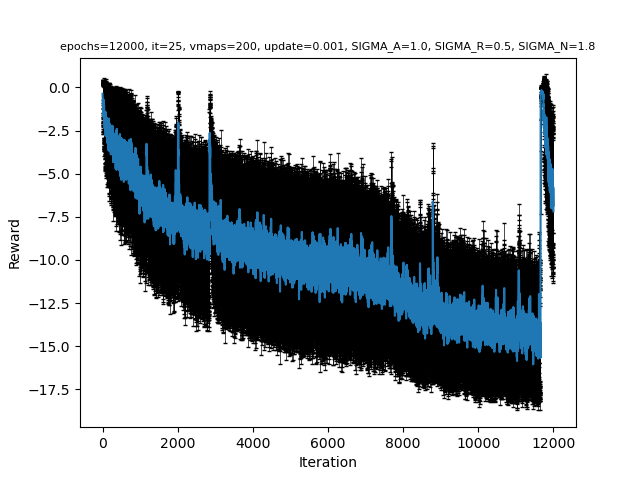 epochs=12000, it=25, vmaps=200, update=0.001, SIGMA_A=1.0, SIGMA_R=0.5, SIGMA_N=1.8
0.0
−2.5
−5.0
−7.5
−10.0
−12.5
−15.0
−17.5
Reward
0 2000 4000 6000 8000 10000 12000
Iteration